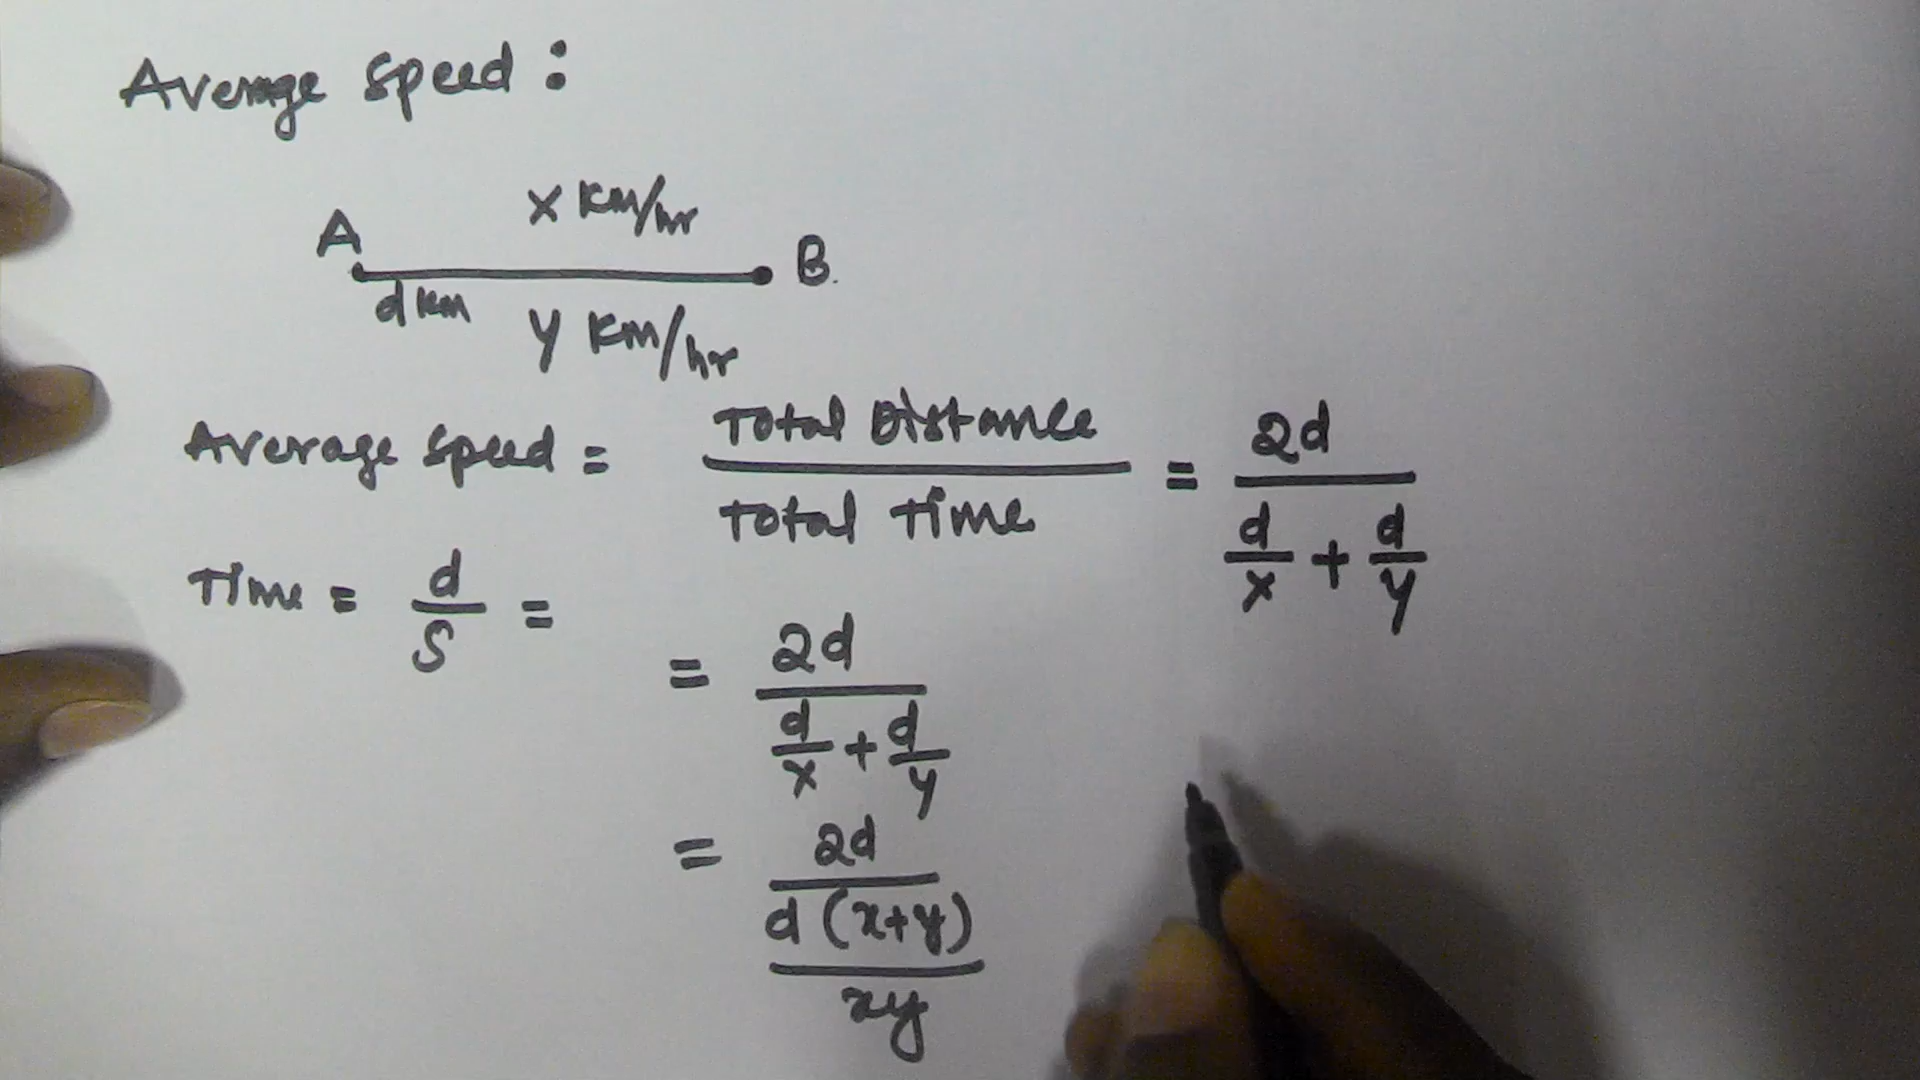 Average Speed :
x km/hr
A B.
d km
y km/hr
Average Speed = Total Distance / Total Time = 2d / (d/x + d/y)
Time = d/S =
= 2d / (d/x + d/y)
= 2d / (d(x+y) / xy)